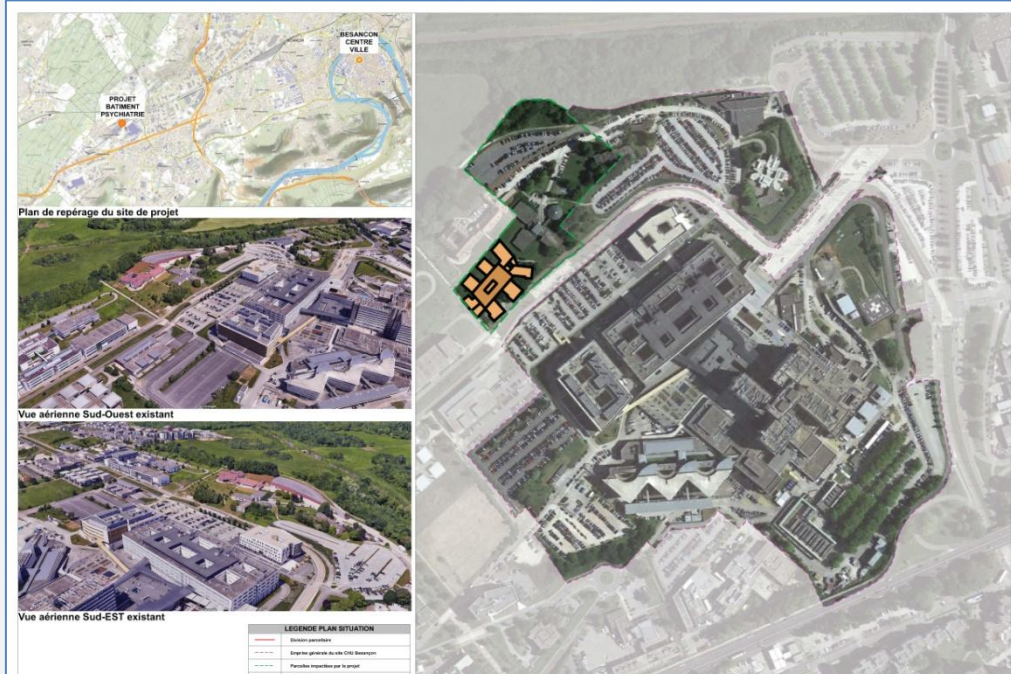 BESANCON
CENTRE
VILLE
PROJET
BATIMENT
PSYCHIATRIE
Plan de repérage du site de projet
Vue aérienne Sud-Ouest existant
Vue aérienne Sud-EST existant
LEGENDE PLAN SITUATION
Division parcellaire
Emprise générale du site CHU Besançon
Parcelles impactées par le projet